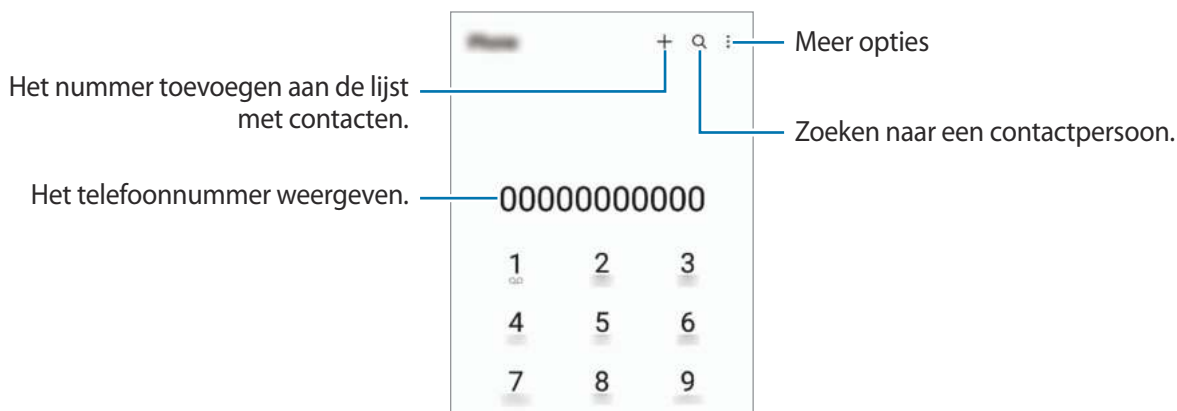 Meer opties
Het nummer toevoegen aan de lijst
met contacten.
Zoeken naar een contactpersoon.
Het telefoonnummer weergeven.
00000000000
1 2 3
4 5 6
7 8 9